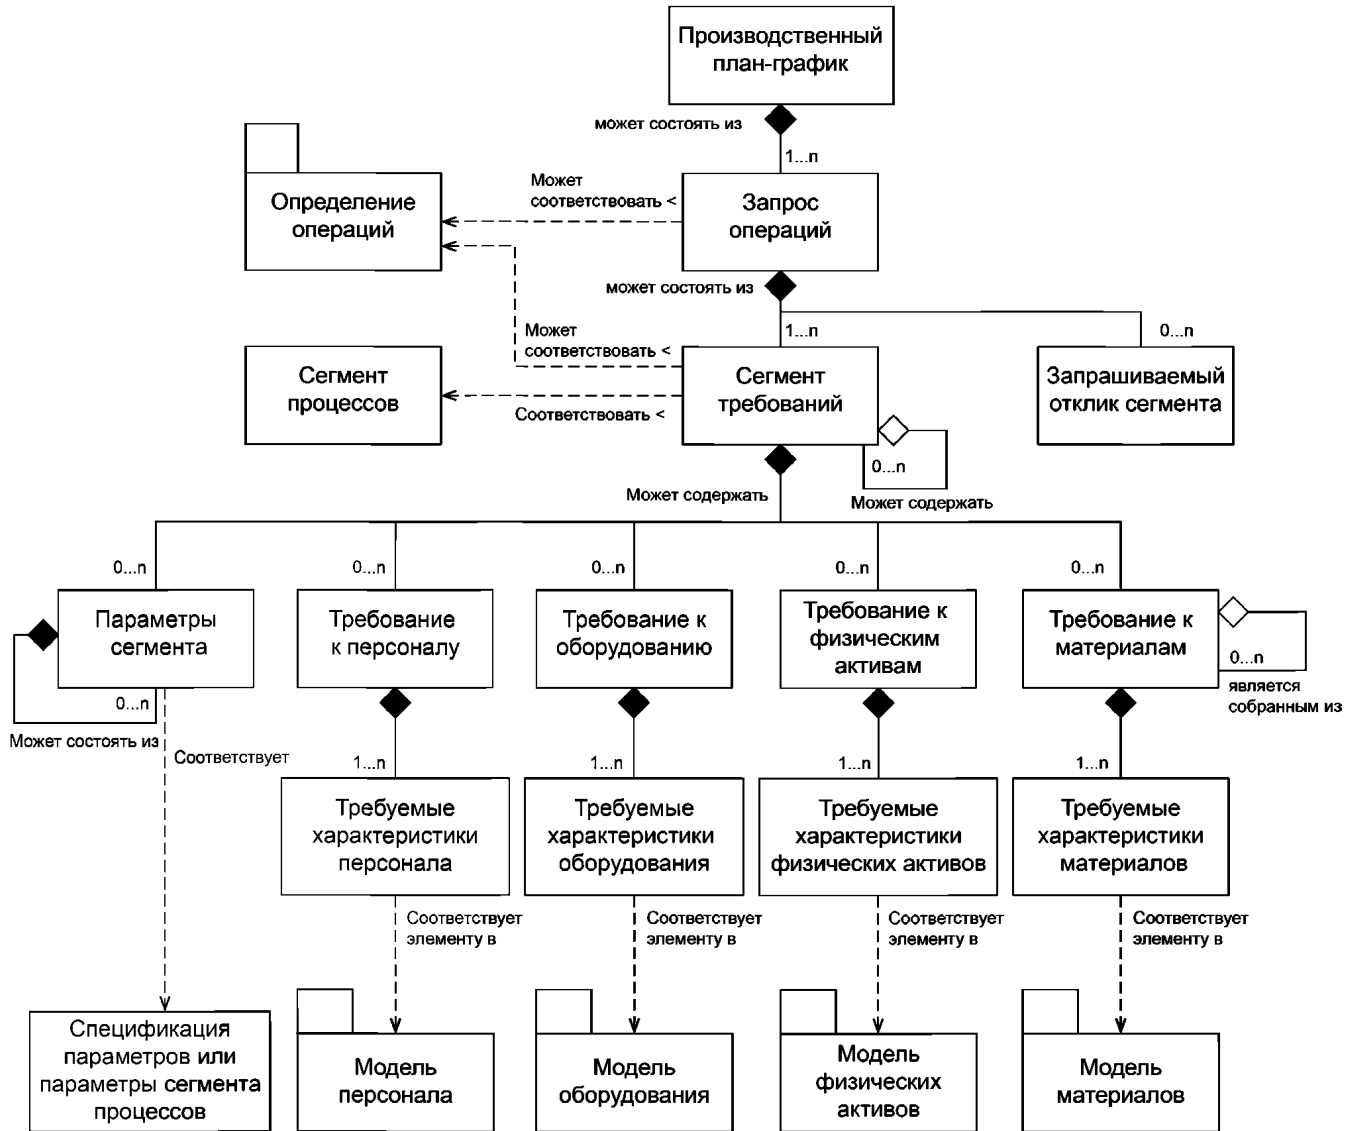 Производственный
план-график
может состоять из
1...n
Может
соответствовать <
Определение
операций
Запрос
операций
может состоять из
1...n
0...n
Может
соответствовать <
Сегмент
процессов
Соответствовать <
Сегмент
требований
Запрашиваемый
отклик сегмента
0...n
Может содержать
Может содержать
0...n
0...n
0...n
0...n
0...n
Параметры
сегмента
Требование
к персоналу
Требование к
оборудованию
Требование к
физическим
активам
Требование к
материалам
0...n
является
собранным из
0...n
Может состоять из
Соответствует
1...n
1...n
1...n
1...n
Требуемые
характеристики
персонала
Требуемые
характеристики
оборудования
Требуемые
характеристики
физических активов
Требуемые
характеристики
материалов
Соответствует
элементу в
Соответствует
элементу в
Соответствует
элементу в
Соответствует
элементу в
Спецификация
параметров или
параметры сегмента
процессов
Модель
персонала
Модель
оборудования
Модель
физических
активов
Модель
материалов